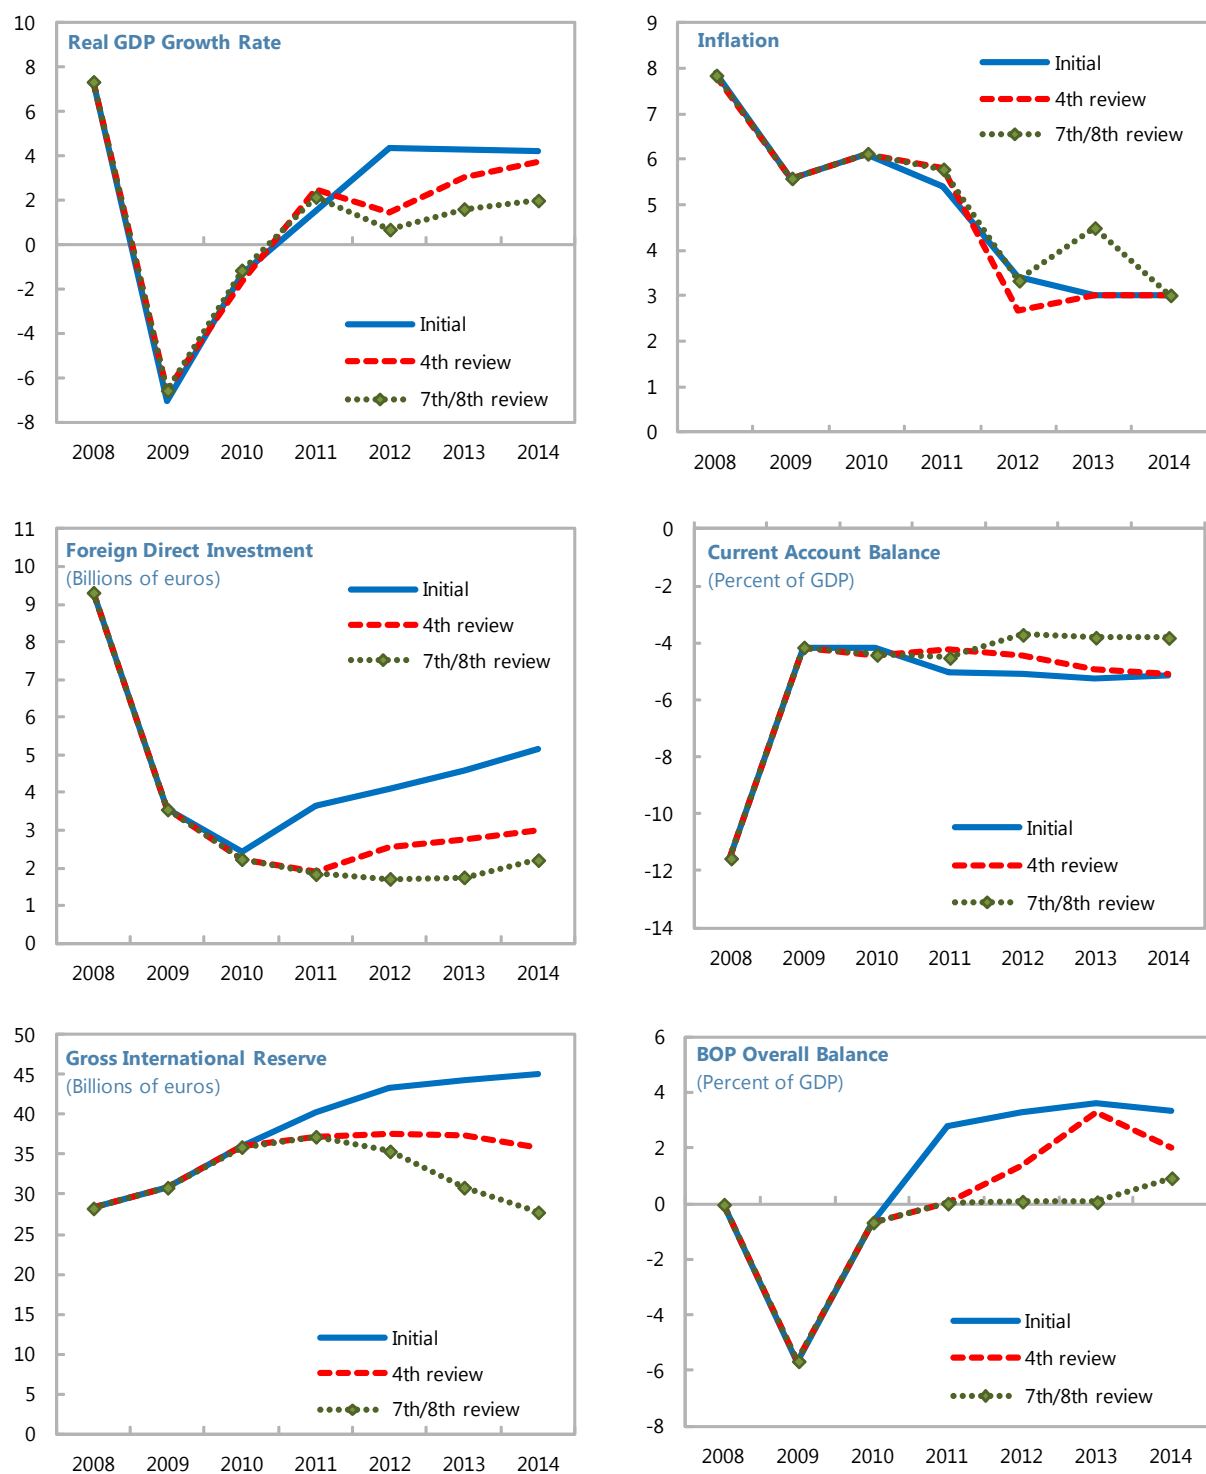 Real GDP Growth Rate
10
8
6
4
2
0
-2
-4
-6
-8
Initial
4th review
7th/8th review
2008 2009 2010 2011 2012 2013 2014
Inflation
9
8
7
6
5
4
3
2
1
0
Initial
4th review
7th/8th review
2008 2009 2010 2011 2012 2013 2014
Foreign Direct Investment
(Billions of euros)
11
10
9
8
7
6
5
4
3
2
1
0
Initial
4th review
7th/8th review
2008 2009 2010 2011 2012 2013 2014
Current Account Balance
(Percent of GDP)
0
-2
-4
-6
-8
-10
-12
-14
Initial
4th review
7th/8th review
2008 2009 2010 2011 2012 2013 2014
Gross International Reserve
(Billions of euros)
50
45
40
35
30
25
20
15
10
5
0
Initial
4th review
7th/8th review
2008 2009 2010 2011 2012 2013 2014
BOP Overall Balance
(Percent of GDP)
6
4
2
0
-2
-4
-6
-8
Initial
4th review
7th/8th review
2008 2009 2010 2011 2012 2013 2014